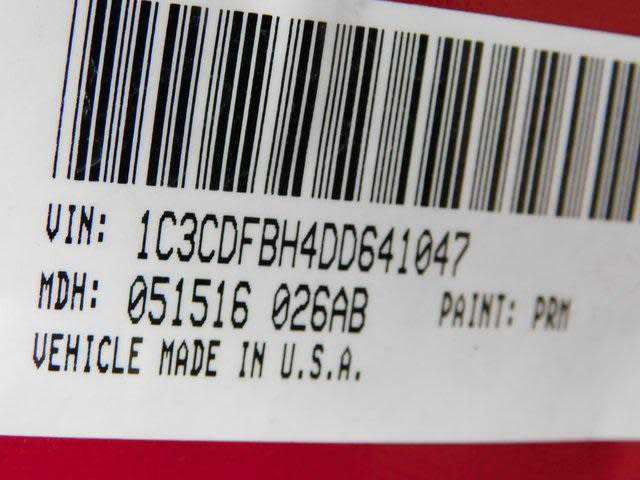 VIN: 1C3CDFBH4DD641047
MDH: 051516 026AB PAINT: PRM
VEHICLE MADE IN U.S.A.